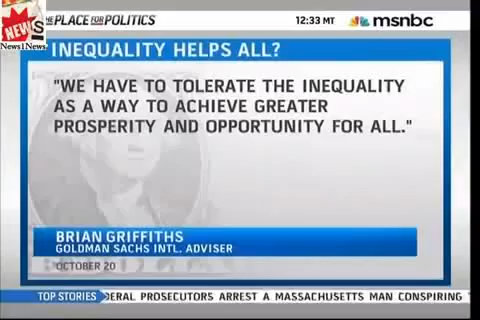 NEWS
News1News
THE PLACE FOR POLITICS
12:33 MT
msnbc
INEQUALITY HELPS ALL?
"WE HAVE TO TOLERATE THE INEQUALITY
AS A WAY TO ACHIEVE GREATER
PROSPERITY AND OPPORTUNITY FOR ALL."
BRIAN GRIFFITHS
GOLDMAN SACHS INTL. ADVISER
OCTOBER 20
TOP STORIES
DERAL PROSECUTORS ARREST A MASSACHUSETTS MAN CONSPIRING